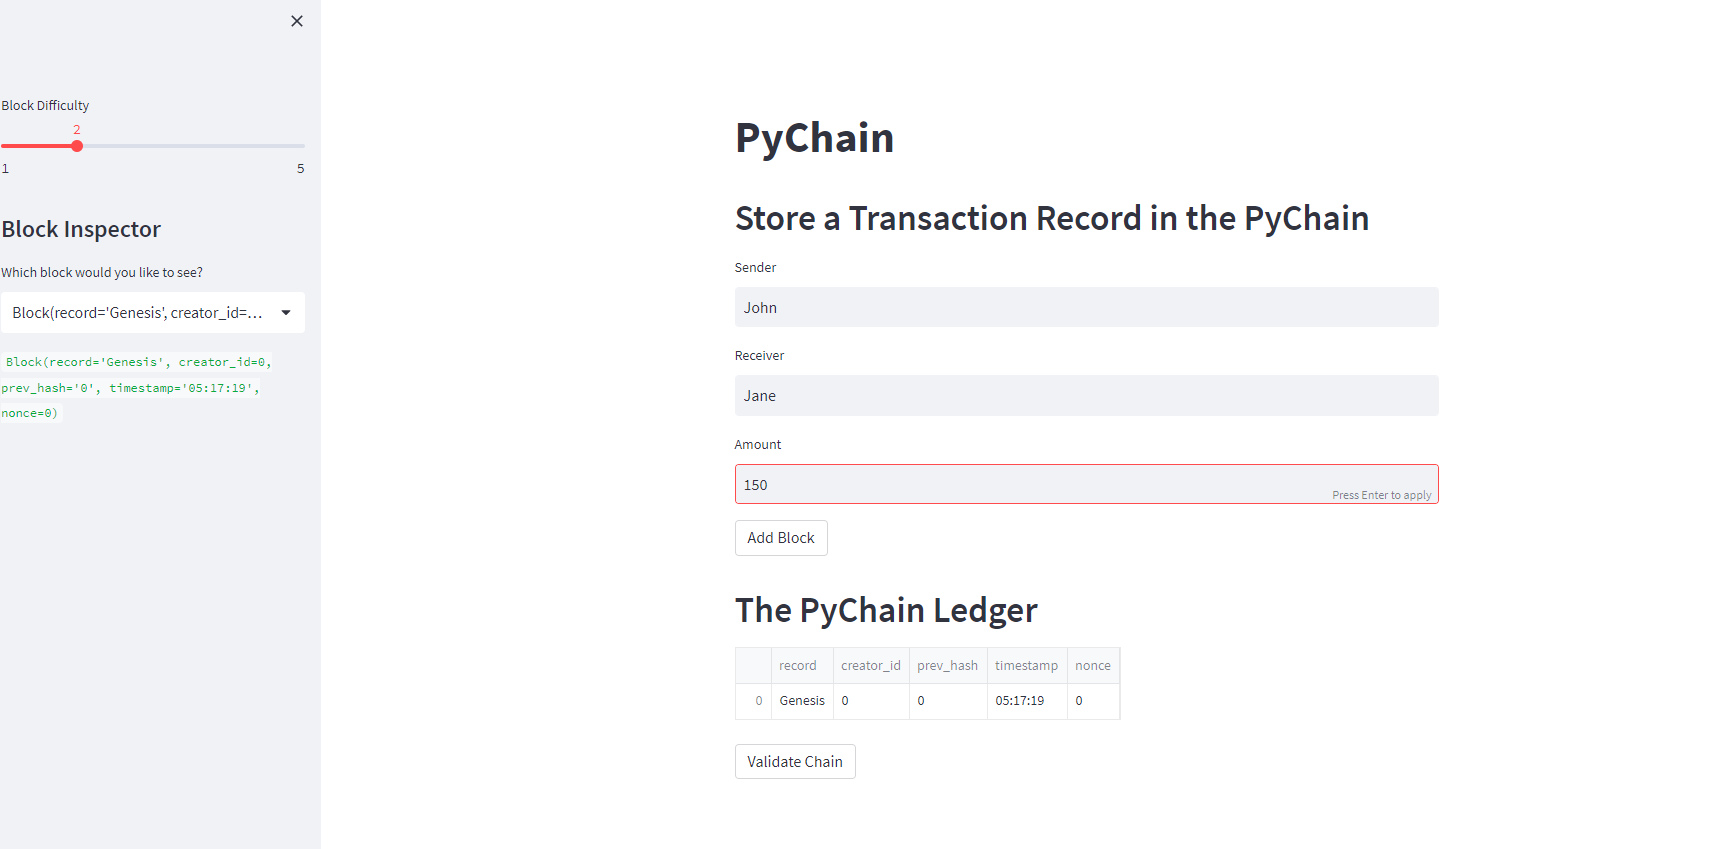 Block Difficulty
2
1 5
Block Inspector
Which block would you like to see?
Block(record='Genesis', creator_id=...
Block(record='Genesis', creator_id=0,
prev_hash='0', timestamp='05:17:19',
nonce=0)
PyChain
Store a Transaction Record in the PyChain
Sender
John
Receiver
Jane
Amount
150
Press Enter to apply
Add Block
The PyChain Ledger
record creator_id prev_hash timestamp nonce
0 Genesis 0 0 05:17:19 0
Validate Chain